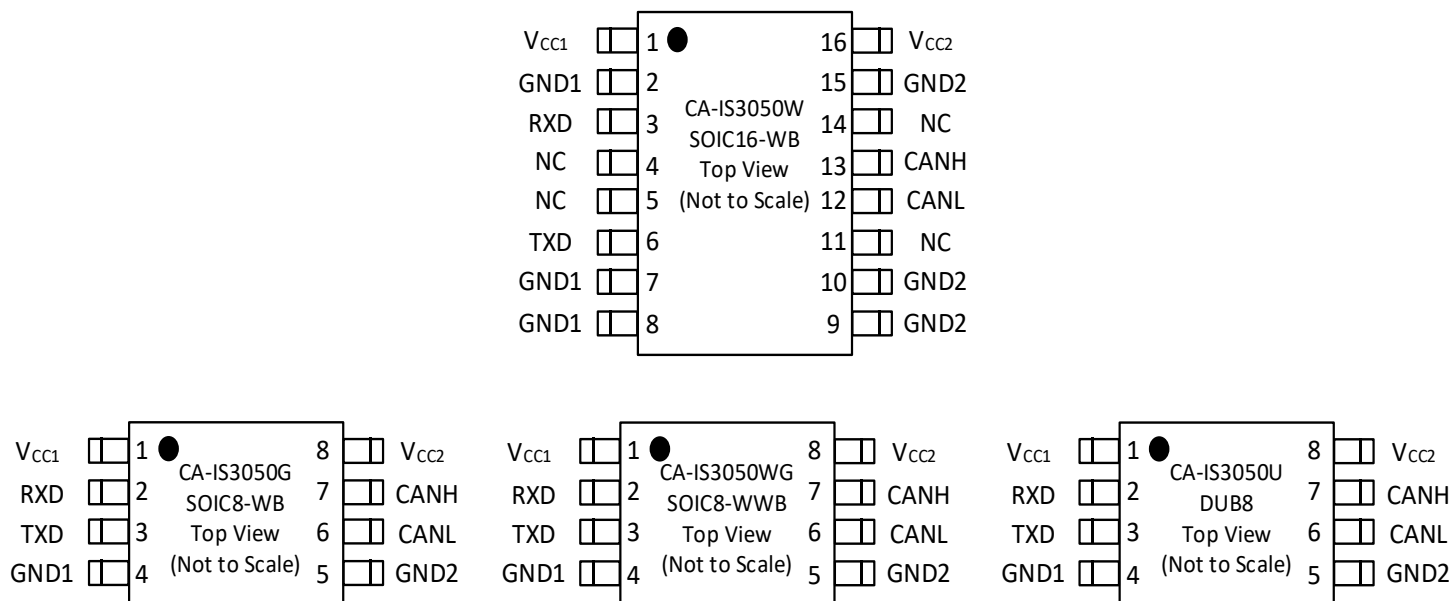 VCC1 1 16 VCC2
GND1 2 15 GND2
RXD 3 CA-IS3050W 14 NC
NC 4 SOIC16-WB 13 CANH
NC 5 Top View 12 CANL
TXD 6 (Not to Scale) 11 NC
GND1 7 10 GND2
GND1 8 9 GND2
VCC1 1 8 VCC2
RXD 2 CA-IS3050G 7 CANH
TXD 3 SOIC8-WB 6 CANL
GND1 4 Top View 5 GND2
(Not to Scale)
VCC1 1 8 VCC2
RXD 2 CA-IS3050WG 7 CANH
TXD 3 SOIC8-WWB 6 CANL
GND1 4 Top View 5 GND2
(Not to Scale)
VCC1 1 8 VCC2
RXD 2 CA-IS3050U 7 CANH
TXD 3 DUB8 6 CANL
GND1 4 Top View 5 GND2
(Not to Scale)